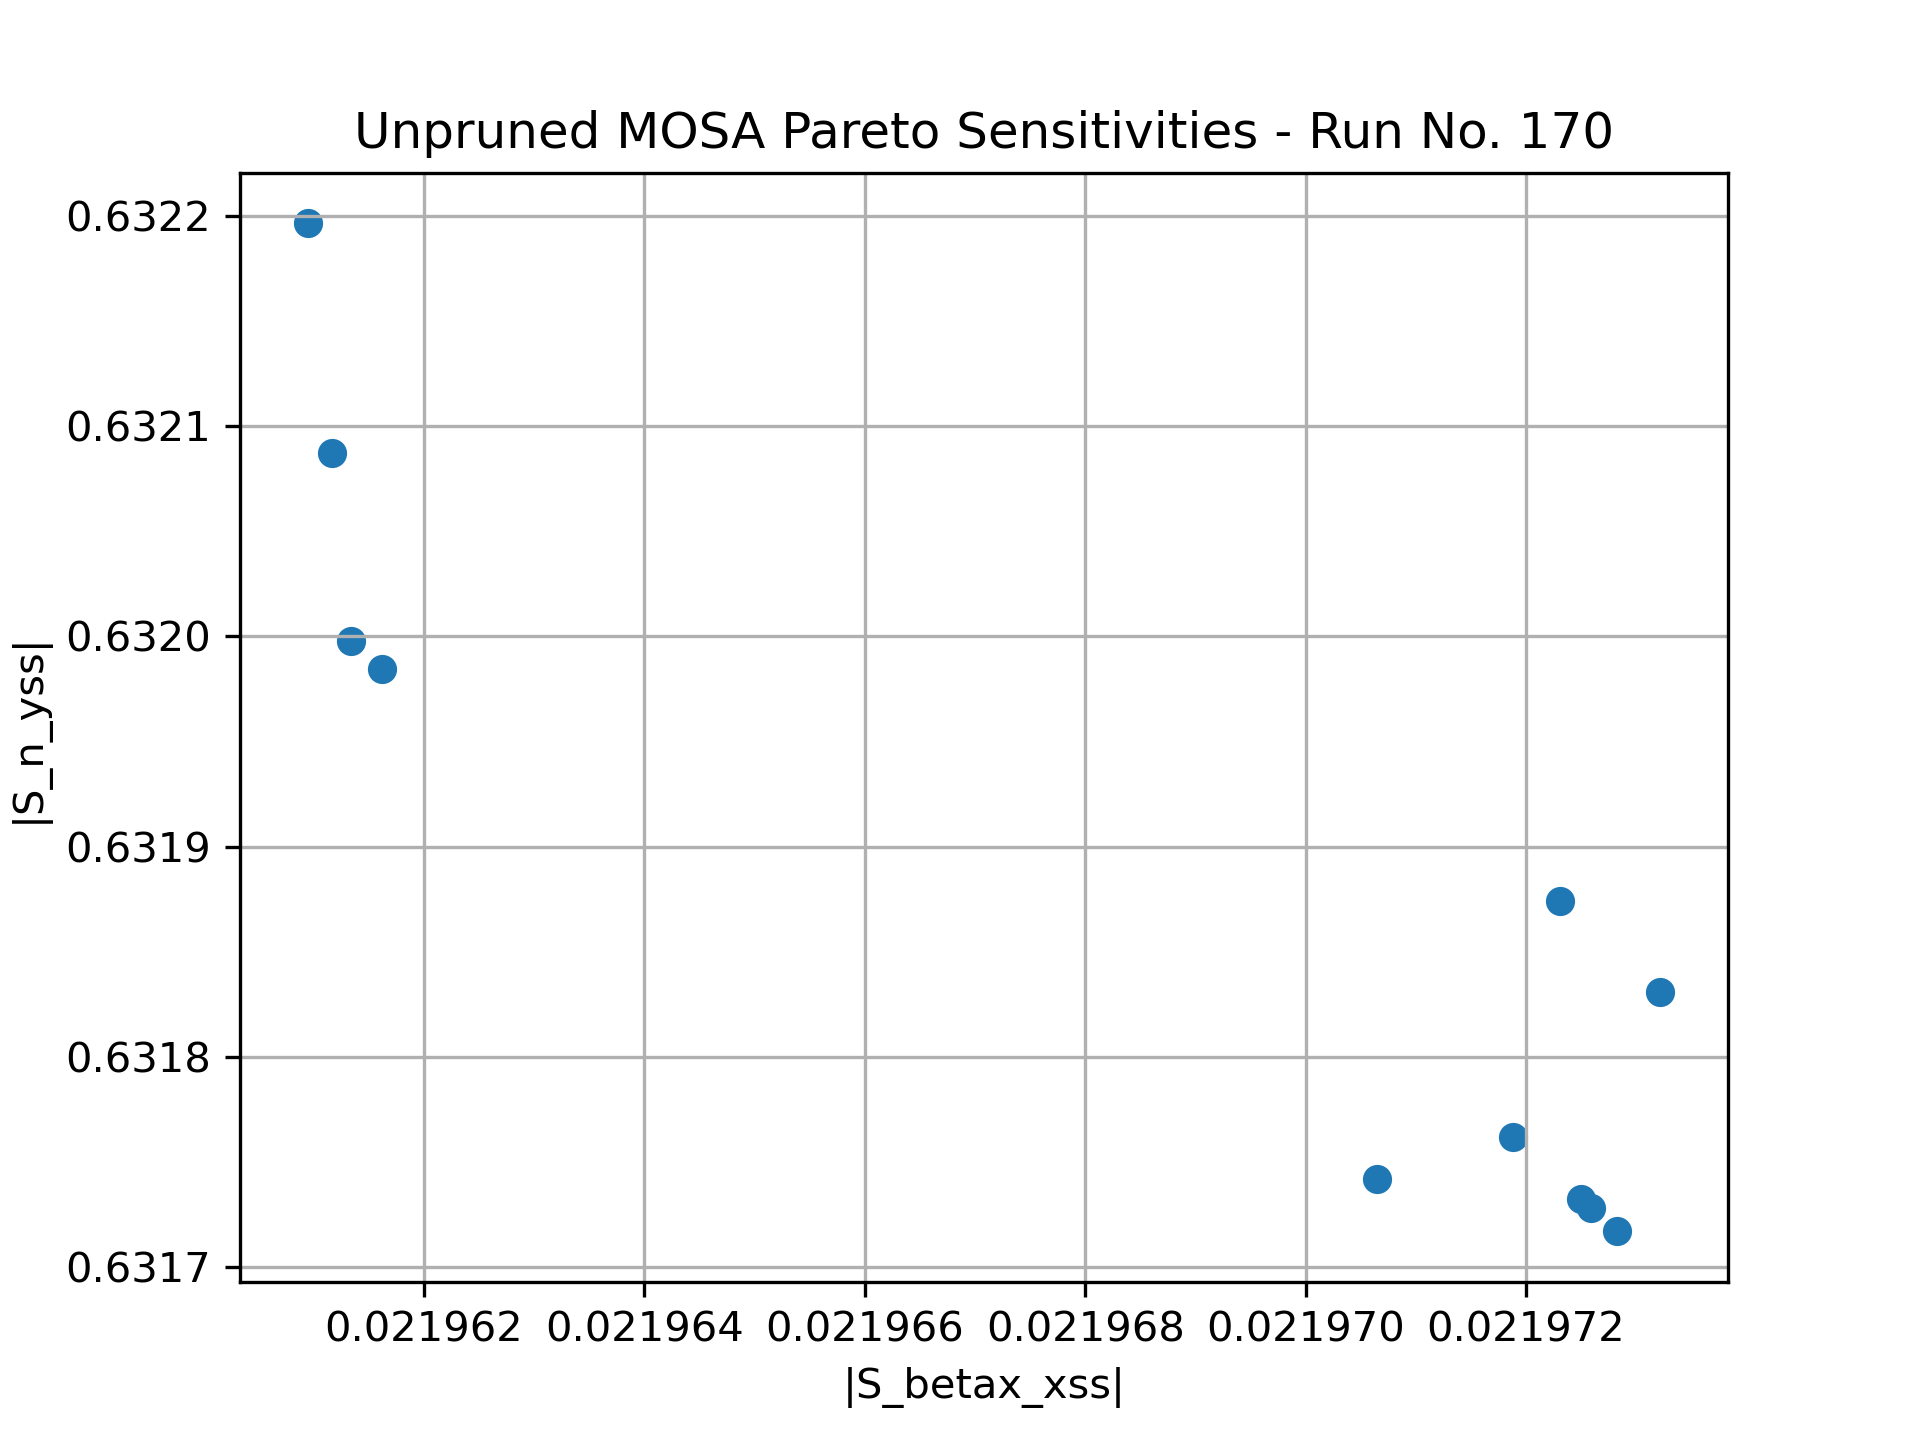 Unpruned MOSA Pareto Sensitivities - Run No. 170
|S_n_yss|
0.6322
0.6321
0.6320
0.6319
0.6318
0.6317
0.021962 0.021964 0.021966 0.021968 0.021970 0.021972
|S_betax_xss|